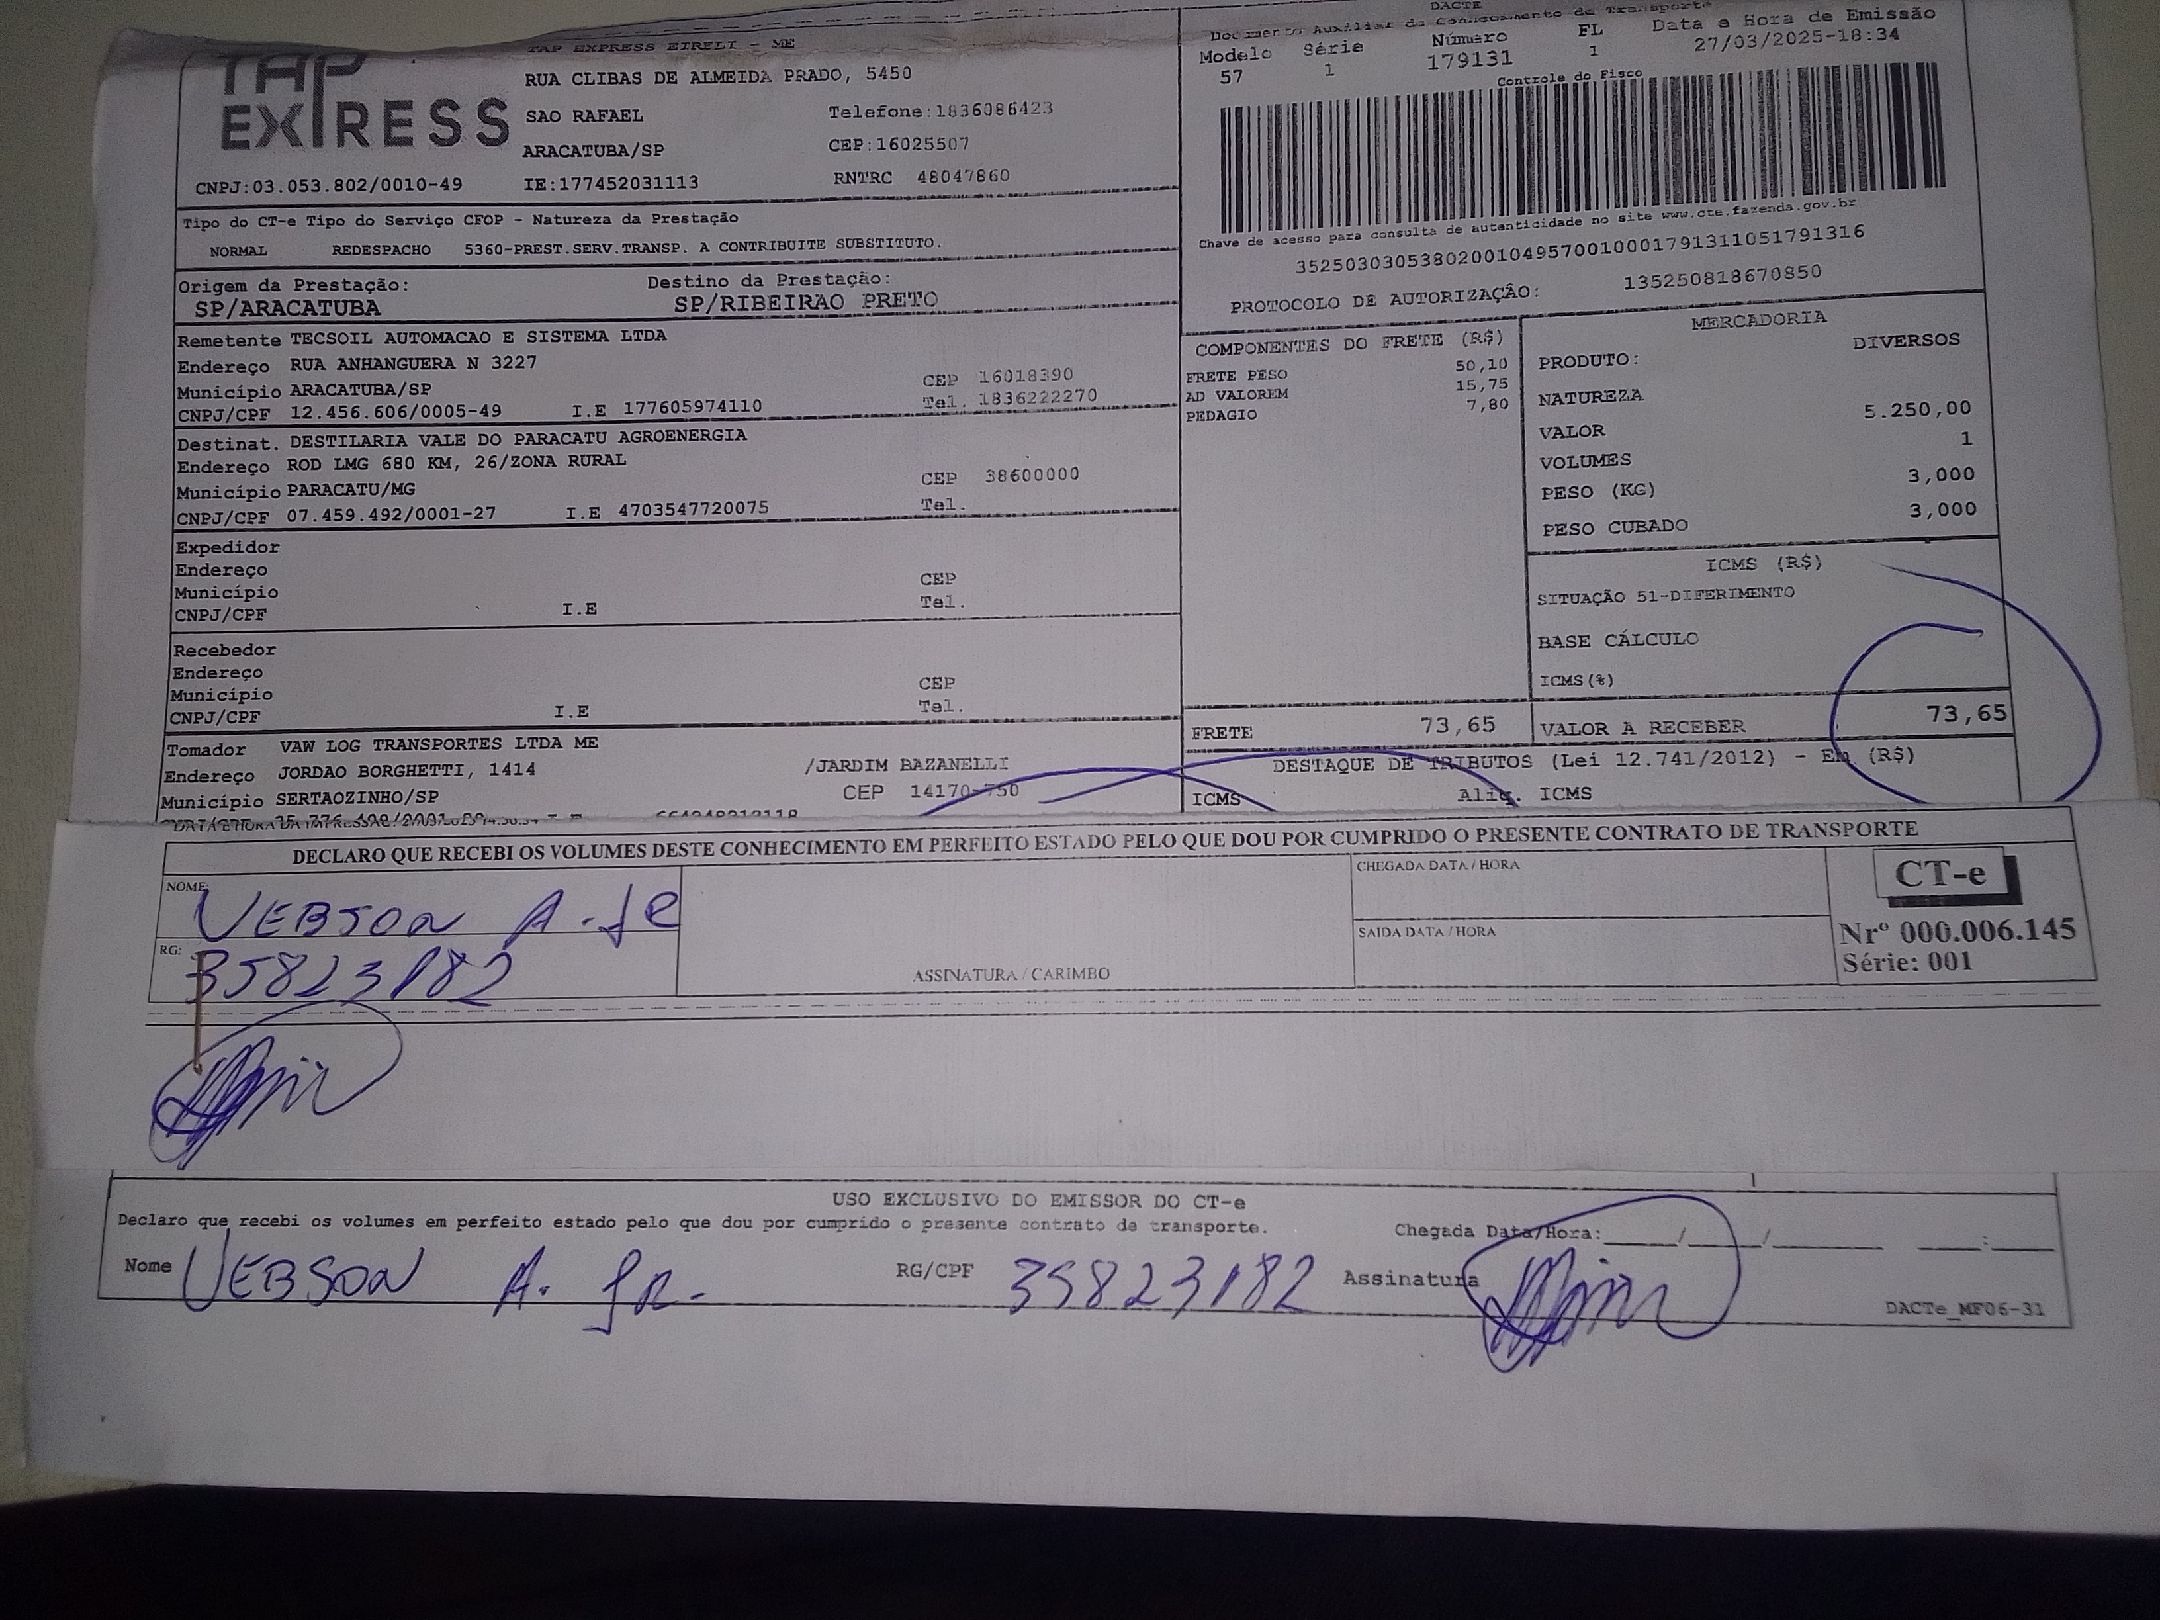 TAP
EXPRESS
TAP EXPRESS EIRELI - ME
RUA CLIBAS DE ALMEIDA PRADO, 5450
SAO RAFAEL Telefone:1836086423
ARACATUBA/SP CEP:16025507
CNPJ:03.053.802/0010-49 IE:177452031113 RNTRC 48047860
DACTE
Documento Auxiliar do Conhecimento de Transporte
Modelo Série Número FL Data e Hora de Emissão
57 1 179131 1 27/03/2025-18:34
Controle do Fisco
Chave de acesso para consulta de autenticidade no site www.cte.fazenda.gov.br
35250303053802001049570010001791311051791316
PROTOCOLO DE AUTORIZAÇÃO: 135250818670850
Tipo do CT-e Tipo do Serviço CFOP - Natureza da Prestação
NORMAL REDESPACHO 5360-PREST.SERV.TRANSP. A CONTRIBUITE SUBSTITUTO.
Origem da Prestação: Destino da Prestação:
SP/ARACATUBA SP/RIBEIRAO PRETO
Remetente TECSOIL AUTOMACAO E SISTEMA LTDA
Endereço RUA ANHANGUERA N 3227
Município ARACATUBA/SP CEP 16018390
CNPJ/CPF 12.456.606/0005-49 I.E 177605974110 Tel. 1836222270
Destinat. DESTILARIA VALE DO PARACATU AGROENERGIA
Endereço ROD LMG 680 KM, 26/ZONA RURAL
Município PARACATU/MG CEP 38600000
CNPJ/CPF 07.459.492/0001-27 I.E 4703547720075 Tel.
Expedidor
Endereço
Município CEP
CNPJ/CPF I.E Tel.
Recebedor
Endereço
Município CEP
CNPJ/CPF I.E Tel.
Tomador VAW LOG TRANSPORTES LTDA ME
Endereço JORDAO BORGHETTI, 1414 /JARDIM BAZANELLI
Município SERTAOZINHO/SP CEP 14170-750
COMPONENTES DO FRETE (R$)
FRETE PESO 50,10
AD VALOREM 15,75
PEDAGIO 7,80
FRETE 73,65
MERCADORIA
PRODUTO: DIVERSOS
NATUREZA
VALOR 5.250,00
VOLUMES 1
PESO (KG) 3,000
PESO CUBADO 3,000
ICMS (R$)
SITUAÇÃO 51-DIFERIMENTO
BASE CÁLCULO
ICMS(%)
VALOR A RECEBER 73,65
DESTAQUE DE TRIBUTOS (Lei 12.741/2012) - Em (R$)
ICMS Aliq. ICMS
DECLARO QUE RECEBI OS VOLUMES DESTE CONHECIMENTO EM PERFEITO ESTADO PELO QUE DOU POR CUMPRIDO O PRESENTE CONTRATO DE TRANSPORTE
NOME: UEBSON A.
RG: 35823182
ASSINATURA / CARIMBO
CHEGADA DATA / HORA
SAIDA DATA / HORA
CT-e
Nrº 000.006.145
Série: 001
USO EXCLUSIVO DO EMISSOR DO CT-e
Declaro que recebi os volumes em perfeito estado pelo que dou por cumprido o presente contrato de transporte. Chegada Data/Hora:____/____/______ ___:___
Nome UEBSON A. RG/CPF 35823182 Assinatura
DACTe_MF06-31